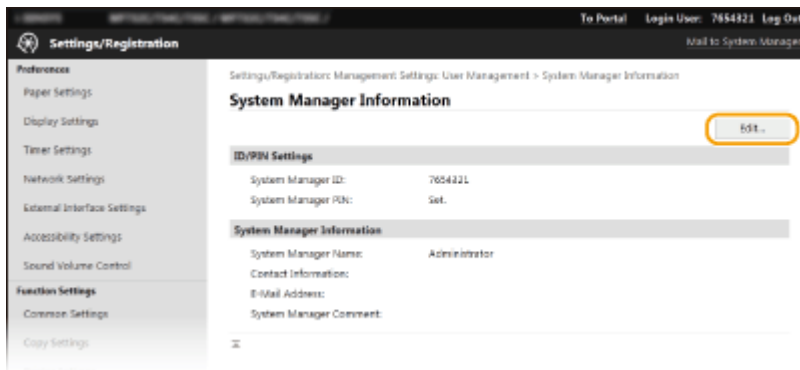 To Portal Login User: 7654321 Log Out
Settings/Registration
Mail to System Manager
Preferences
Paper Settings
Display Settings
Timer Settings
Network Settings
External Interface Settings
Accessibility Settings
Sound Volume Control
Function Settings
Common Settings
Copy Settings
Settings/Registration: Management Settings: User Management > System Manager Information
System Manager Information
Edit...
ID/PIN Settings
System Manager ID: 7654321
System Manager PIN: Set.
System Manager Information
System Manager Name: Administrator
Contact Information:
E-Mail Address:
System Manager Comment: